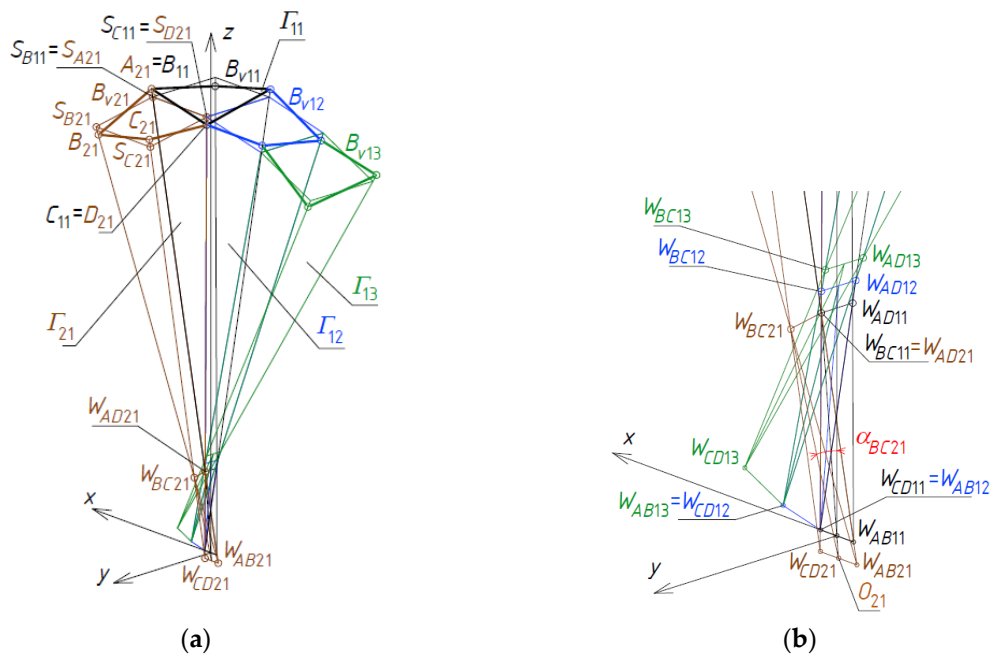 S_C11=S_D21
z
Γ_11
S_B11=S_A21
A_21=B_11
B_v11
B_v21
B_v12
S_B21
C_21
B_21
S_C21
B_v13
C_11=D_21
Γ_21
Γ_12
Γ_13
W_AD21
W_BC21
x
y
W_AB21
W_CD21
(a)
W_BC13
W_AD13
W_BC12
W_AD12
W_BC21
W_AD11
W_BC11=W_AD21
x
W_CD13
α_BC21
W_CD11=W_AB12
W_AB13=W_CD12
W_AB11
y
W_CD21
W_AB21
O_21
(b)